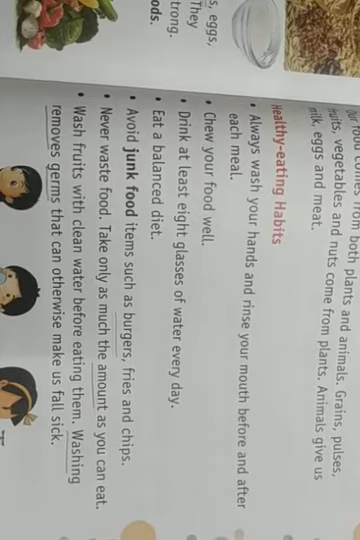 comes from both plants and animals. Grains, pulses,
fruits, vegetables and nuts come from plants. Animals give us
milk, eggs and meat.
Healthy-eating Habits
• Always wash your hands and rinse your mouth before and after
each meal.
• Chew your food well.
• Drink at least eight glasses of water every day.
• Eat a balanced diet.
• Avoid junk food items such as burgers, fries and chips.
• Never waste food. Take only as much the amount as you can eat.
• Wash fruits with clean water before eating them. Washing
removes germs that can otherwise make us fall sick.
eggs,
They